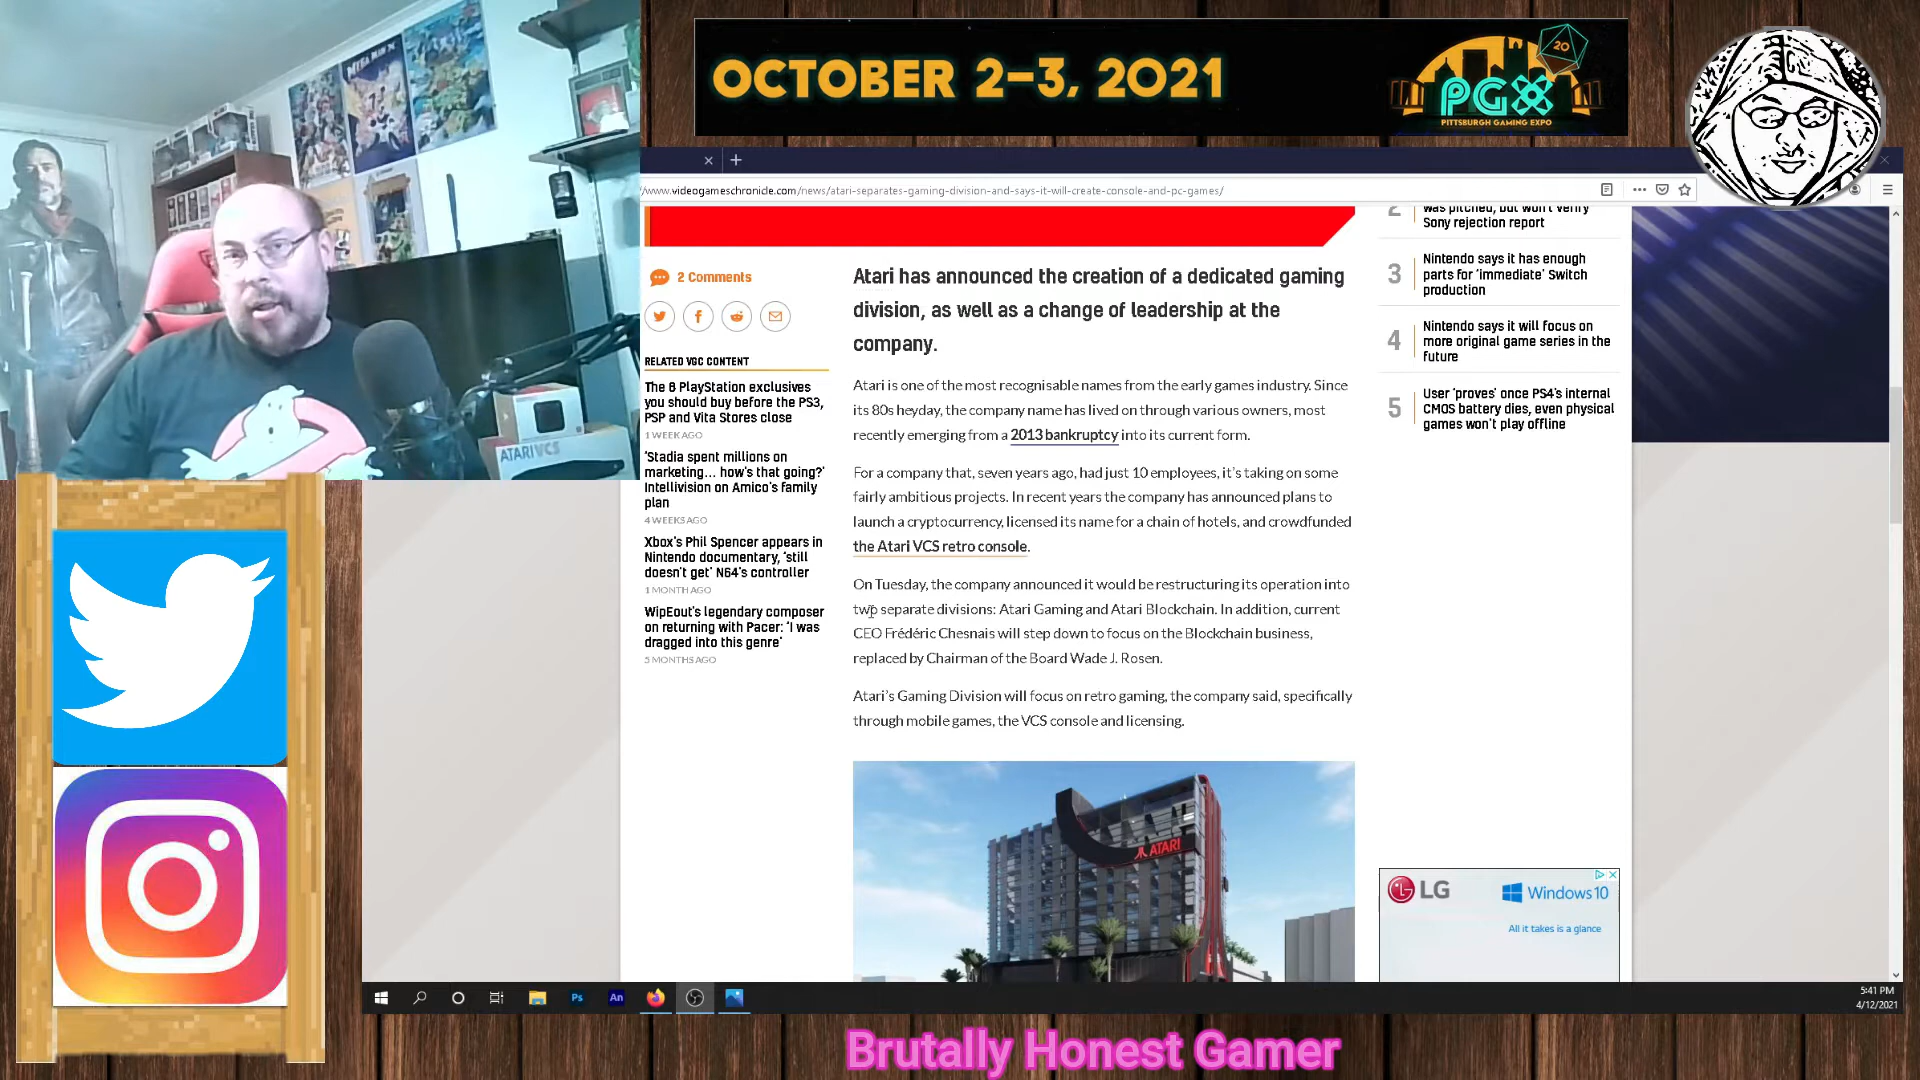 OCTOBER 2-3, 2021
20
PGX
PITTSBURGH GAMING EXPO
www.videogameschronicle.com/news/atari-separates-gaming-division-and-says-it-will-create-console-and-pc-games/
2 Comments
RELATED VGC CONTENT
The 6 PlayStation exclusives
you should buy before the PS3,
PSP and Vita Stores close
1 WEEK AGO
'Stadia spent millions on
marketing... how's that going?'
Intellivision on Amico's family
plan
4 WEEKS AGO
Xbox's Phil Spencer appears in
Nintendo documentary, 'still
doesn't get' N64's controller
1 MONTH AGO
WipEout's legendary composer
on returning with Pacer: 'I was
dragged into this genre'
5 MONTHS AGO
Atari has announced the creation of a dedicated gaming
division, as well as a change of leadership at the
company.
Atari is one of the most recognisable names from the early games industry. Since
its 80s heyday, the company name has lived on through various owners, most
recently emerging from a 2013 bankruptcy into its current form.
For a company that, seven years ago, had just 10 employees, it's taking on some
fairly ambitious projects. In recent years the company has announced plans to
launch a cryptocurrency, licensed its name for a chain of hotels, and crowdfunded
the Atari VCS retro console.
On Tuesday, the company announced it would be restructuring its operation into
two separate divisions: Atari Gaming and Atari Blockchain. In addition, current
CEO Frédéric Chesnais will step down to focus on the Blockchain business,
replaced by Chairman of the Board Wade J. Rosen.
Atari's Gaming Division will focus on retro gaming, the company said, specifically
through mobile games, the VCS console and licensing.
ATARI
2
was pitched, but won't verify
Sony rejection report
3
Nintendo says it has enough
parts for 'immediate' Switch
production
4
Nintendo says it will focus on
more original game series in the
future
5
User 'proves' once PS4's internal
CMOS battery dies, even physical
games won't play offline
LG
Windows 10
All it takes is a glance
MEGA MAN
ATARI VCS
Ps
An
5:41 PM
4/12/2021
Brutally Honest Gamer